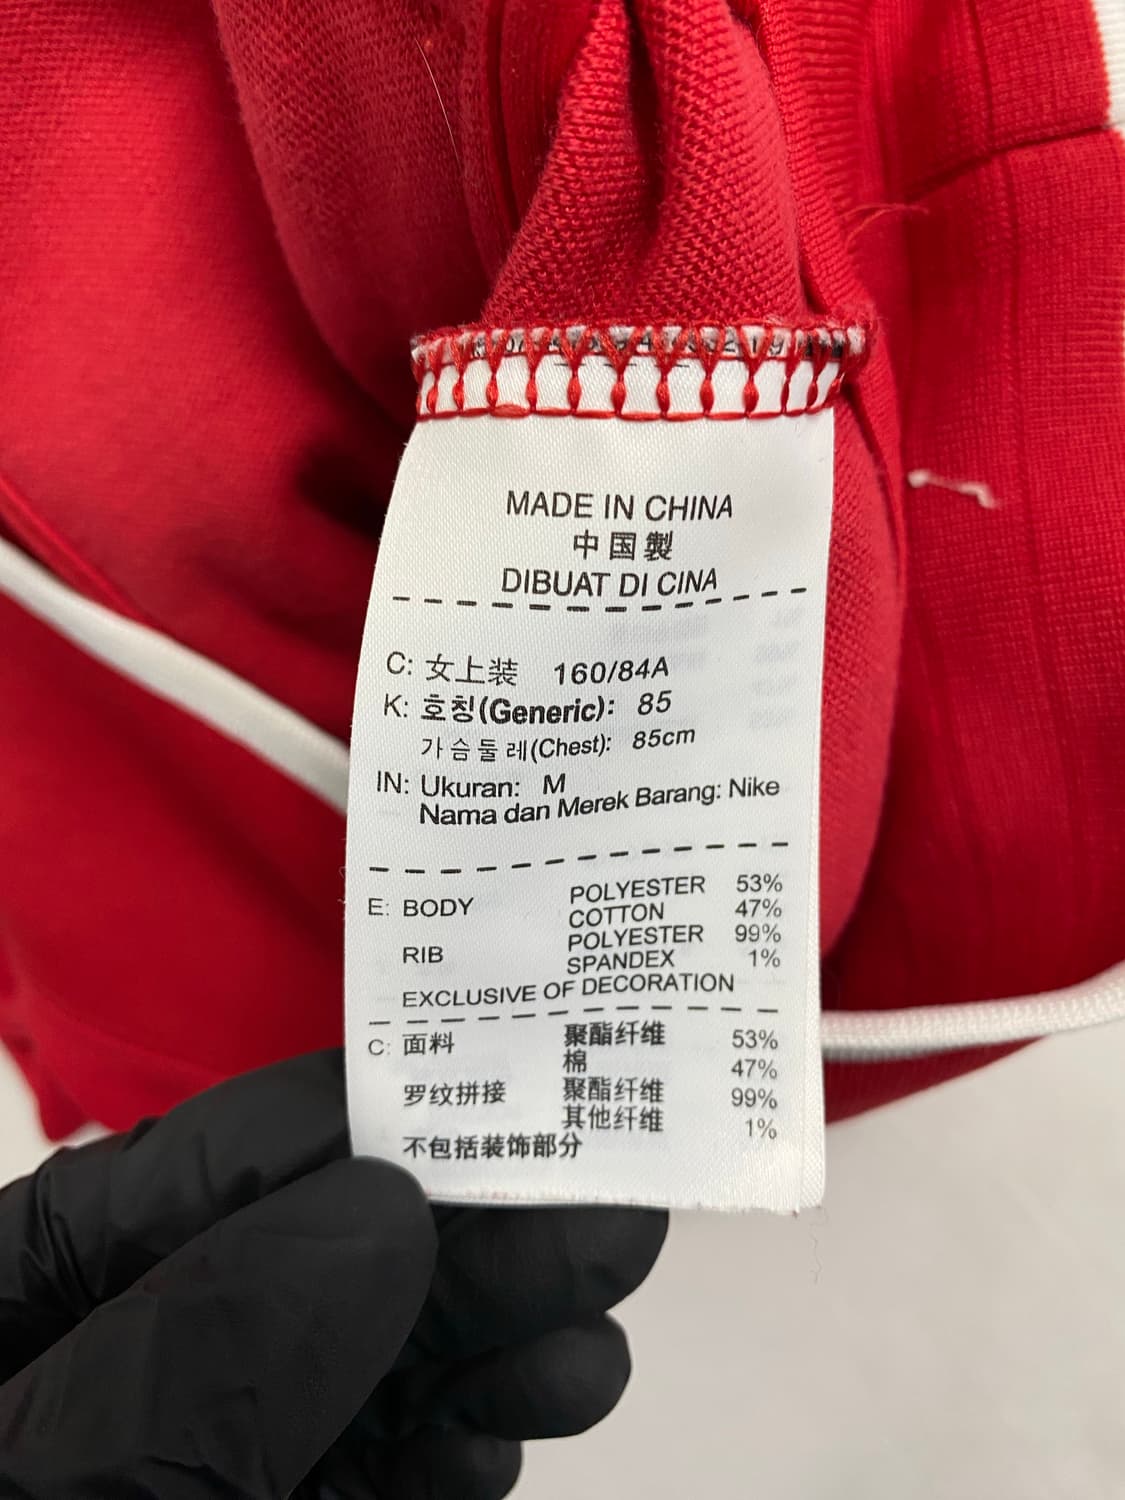 MADE IN CHINA
中国製
DIBUAT DI CINA
C: 女上装 160/84A
K: 호칭(Generic): 85
가슴둘레(Chest): 85cm
IN: Ukuran: M
Nama dan Merek Barang: Nike
E: BODY POLYESTER 53%
COTTON 47%
RIB POLYESTER 99%
SPANDEX 1%
EXCLUSIVE OF DECORATION
C: 面料 聚酯纤维 53%
棉 47%
罗纹拼接 聚酯纤维 99%
其他纤维 1%
不包括装饰部分